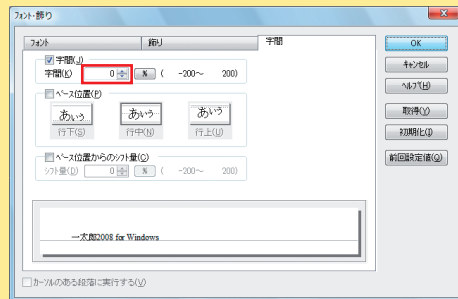 フォント・飾り
フォント 飾り 字間
字間(J)
字間(K) 0 % ( -200～ 200)
ベース位置(P)
あいう あいう あいう
行下(S) 行中(N) 行上(U)
ベース位置からのシフト量(O)
シフト量(D) 0 % ( -200～ 200)
一太郎2008 for Windows
カーソルのある段落に実行する(V)
OK
キャンセル
ヘルプ(H)
取得(Y)
初期化(I)
前回設定値(Q)